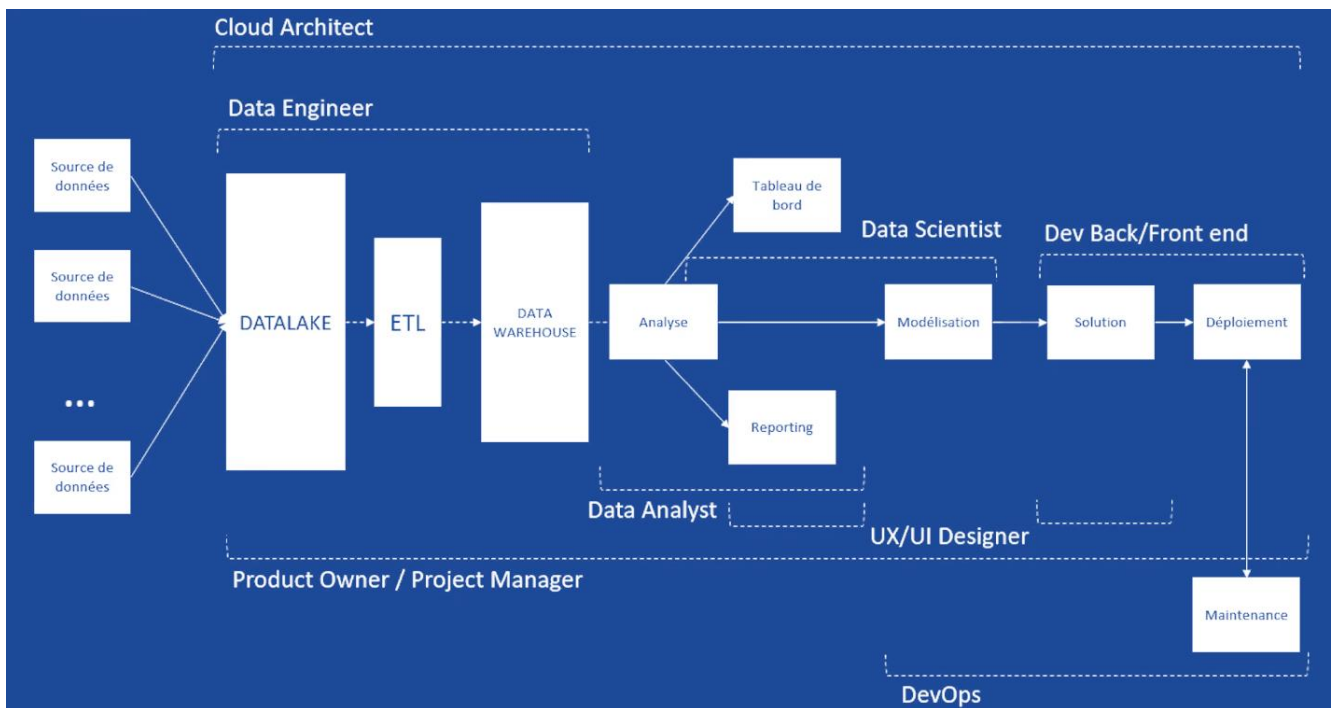 Cloud Architect
Data Engineer
Source de
données
Tableau de
bord
DATALAKE
Data Scientist
Dev Back/Front end
ETL
DATA
WAREHOUSE
Source de
données
Analyse
Modélisation
Solution
Déploiement
...
Reporting
Source de
données
Data Analyst
UX/UI Designer
Product Owner / Project Manager
Maintenance
DevOps